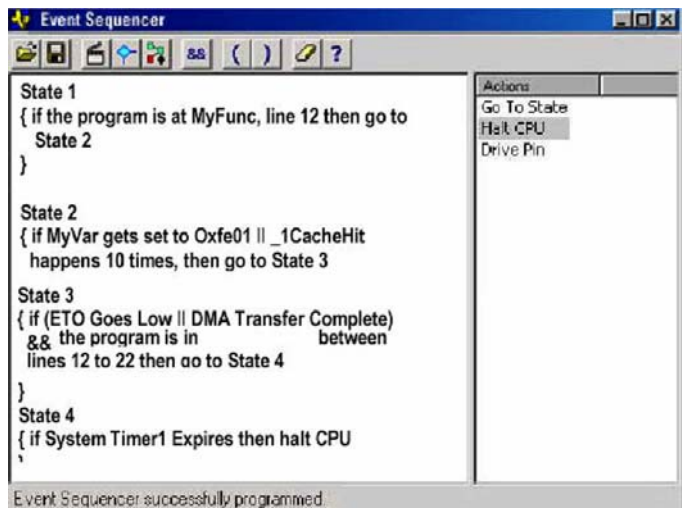 Event Sequencer
&& ( ) ?
State 1
{ if the program is at MyFunc, line 12 then go to
State 2
}
State 2
{ if MyVar gets set to Oxfe01 || _1CacheHit
happens 10 times, then go to State 3
State 3
{ if (ETO Goes Low || DMA Transfer Complete)
&& the program is in between
lines 12 to 22 then go to State 4
}
State 4
{ if System Timer1 Expires then halt CPU
Actions
Go To State
Halt CPU
Drive Pin
Event Sequencer successfully programmed.